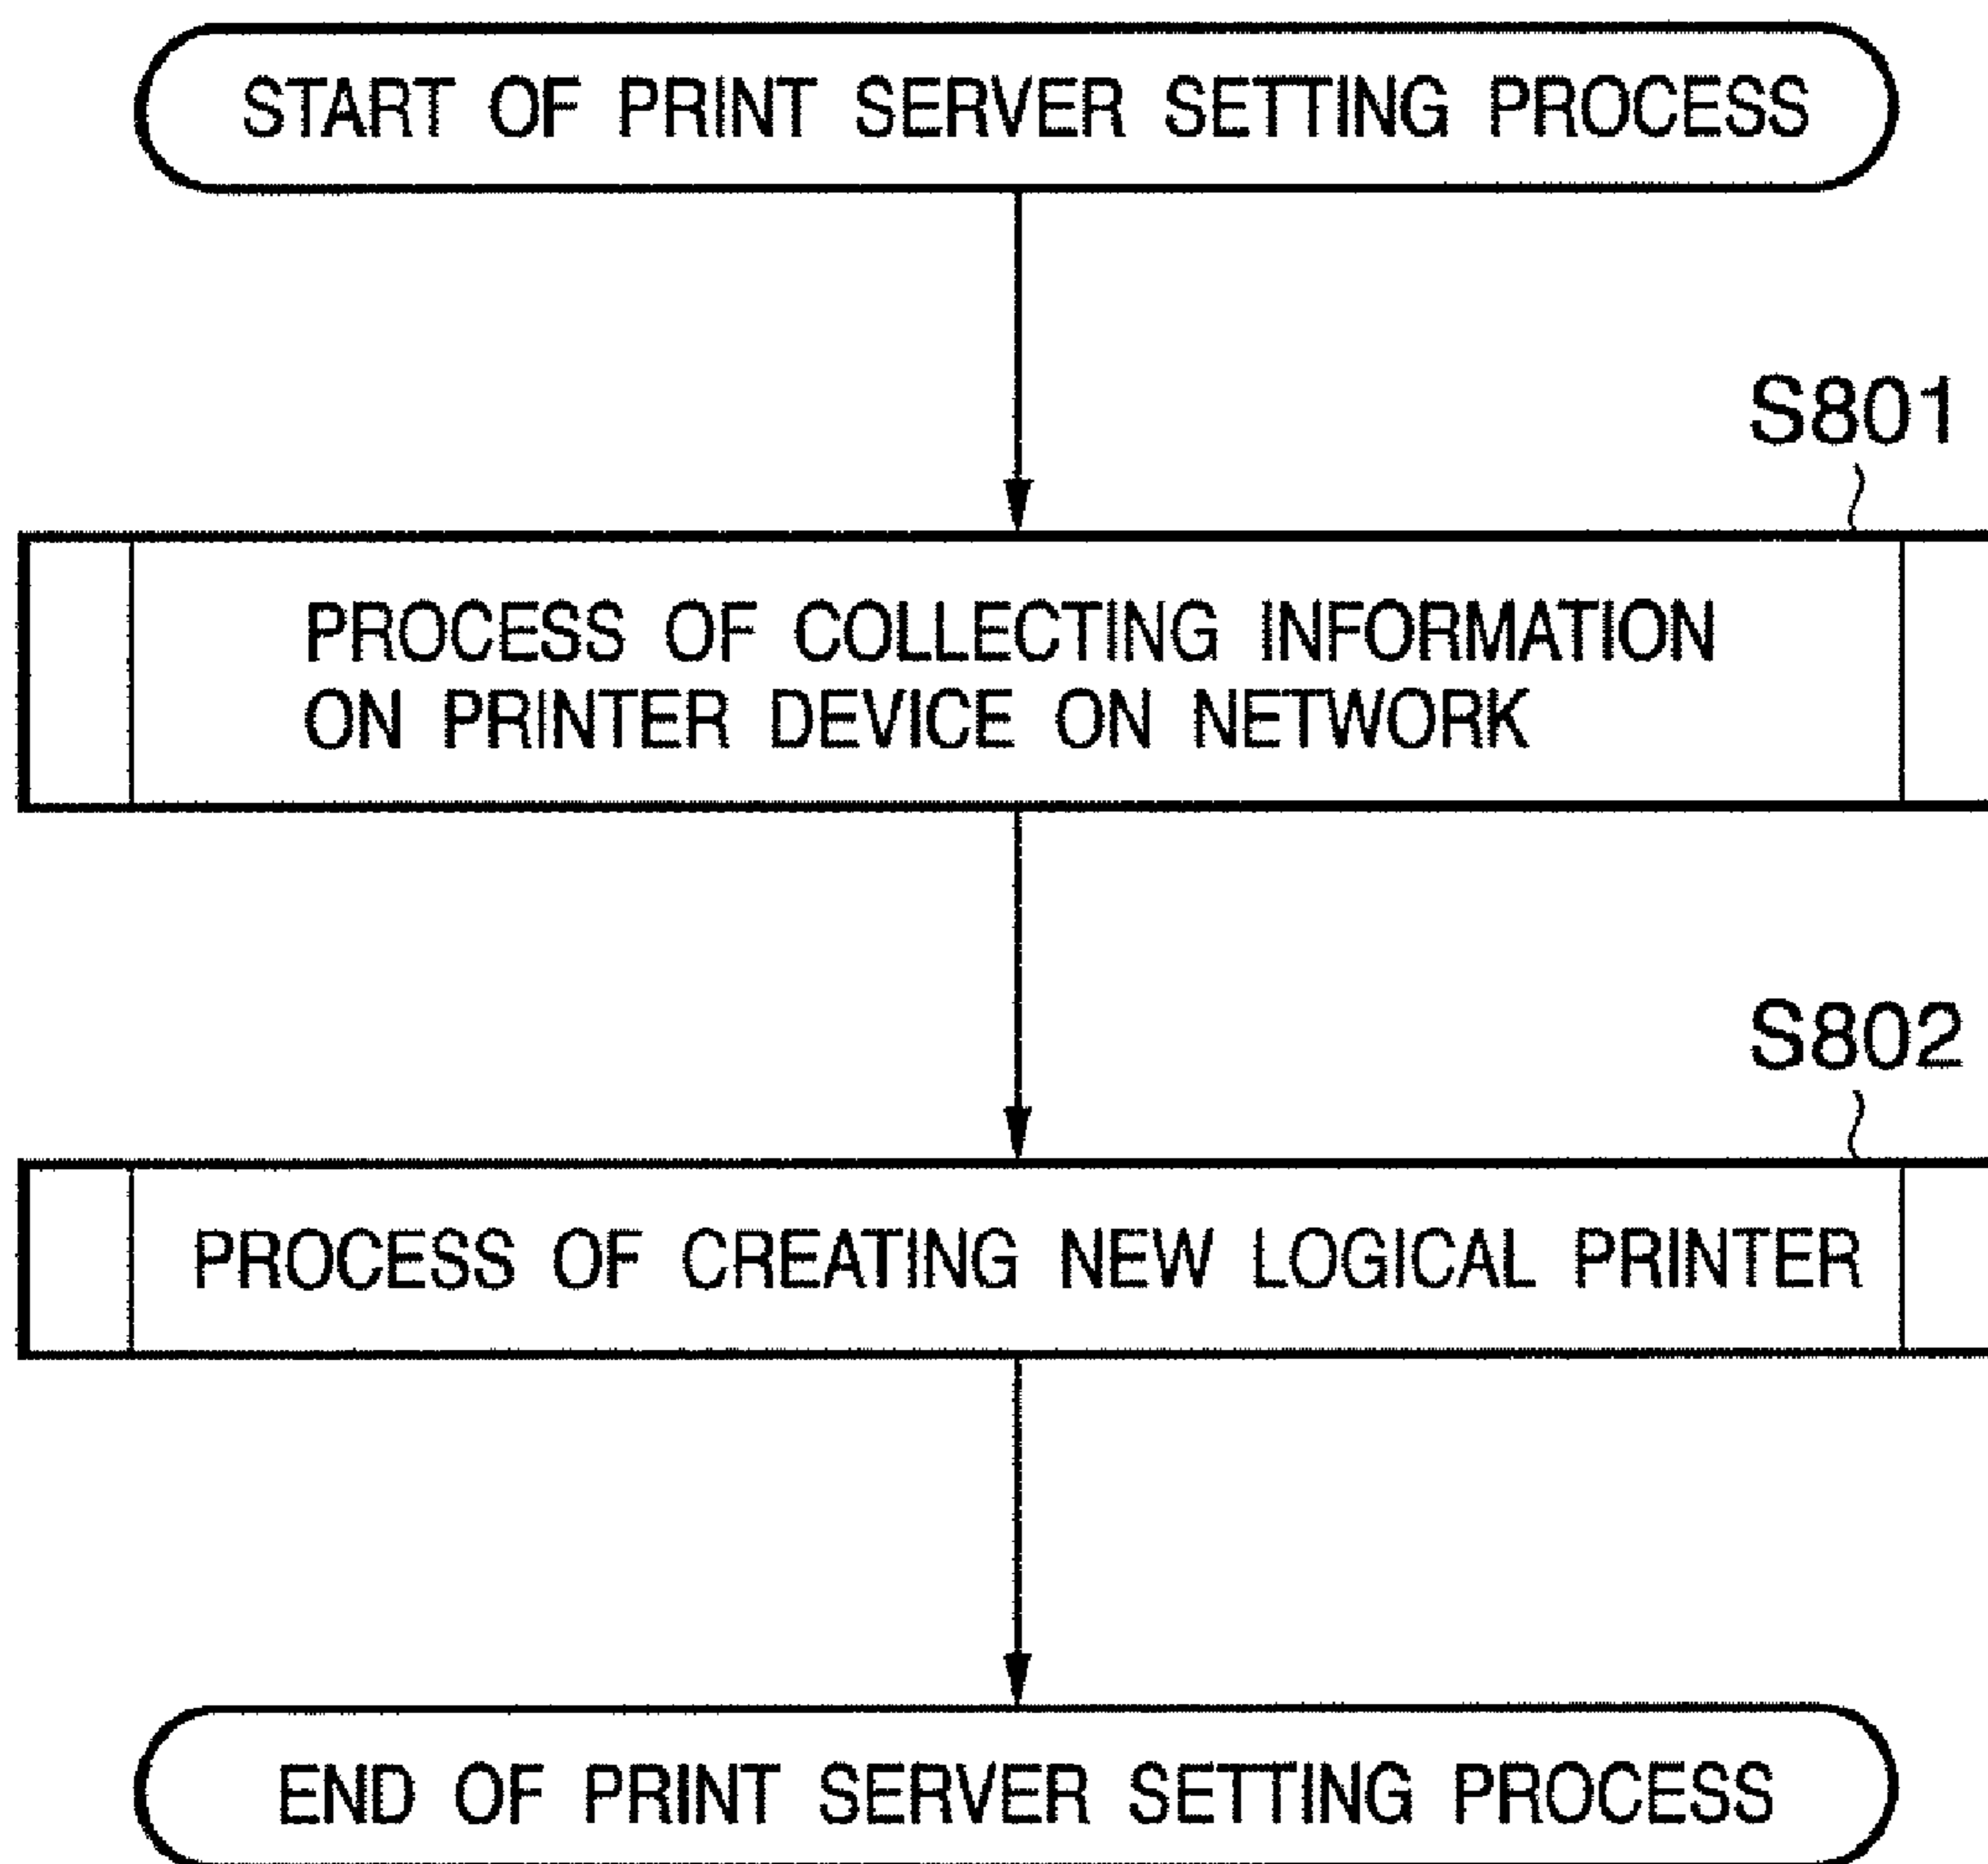 START OF PRINT SERVER SETTING PROCESS
S801
PROCESS OF COLLECTING INFORMATION
ON PRINTER DEVICE ON NETWORK
S802
PROCESS OF CREATING NEW LOGICAL PRINTER
END OF PRINT SERVER SETTING PROCESS